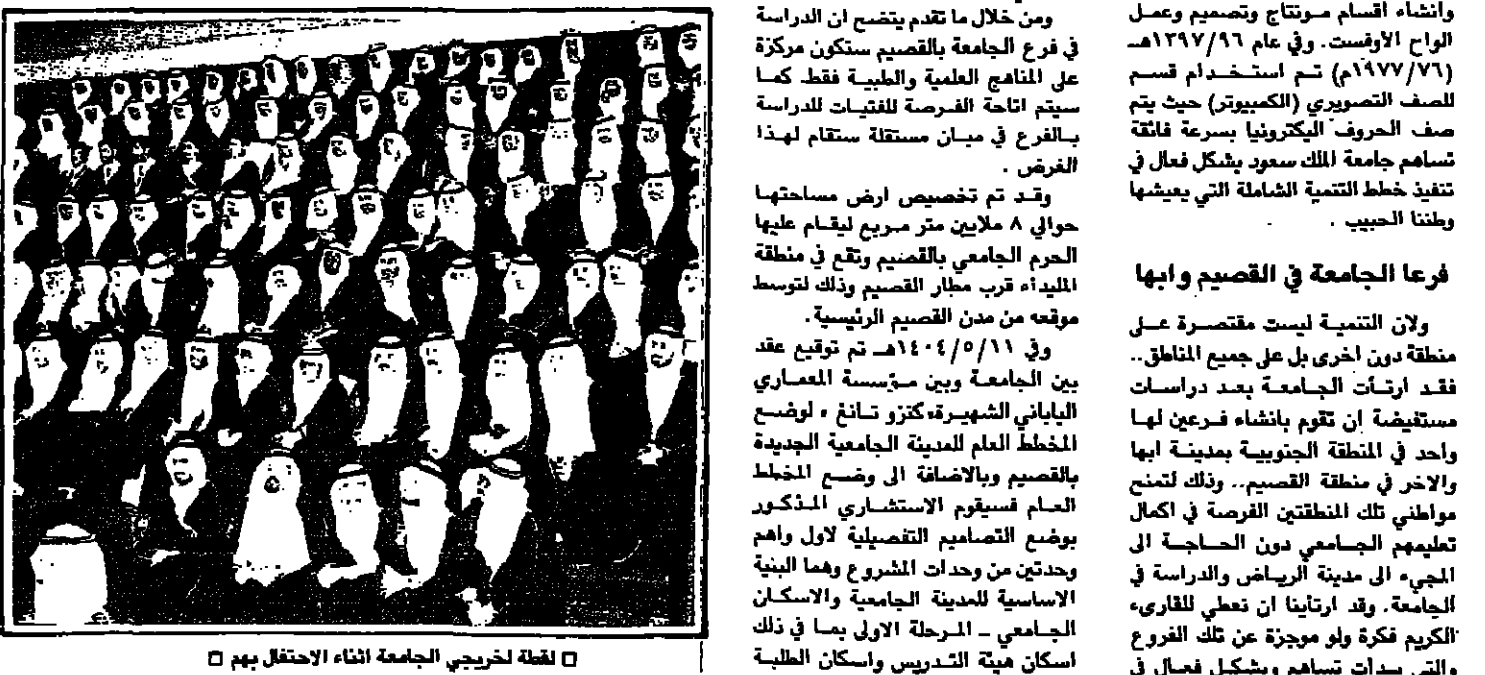 وانشاء اقسام مونتاج وتصميم وعمل
الواح الاوفست. وفي عام ١٣٩٧/٩٦هـ
(١٩٧٧/٧٦م) تم استخدام قسم
للصف التصويري (الكمبيوتر) حيث يتم
صف الحروف اليكترونيا بسرعة فائقة
تساهم جامعة الملك سعود بشكل فعال في
تنفيذ خطط التنمية الشاملة التي يعيشها
وطننا الحبيب .
فرعا الجامعة في القصيم وابها
ولان التنمية ليست مقتصرة على
منطقة دون اخرى بل على جميع المناطق..
فقد ارتأت الجامعة بعد دراسات
مستفيضة ان تقوم بانشاء فرعين لها
واحد في المنطقة الجنوبية بمدينة ابها
والاخر في منطقة القصيم.. وذلك لتمنح
مواطني تلك المنطقتين الفرصة في اكمال
تعليمهم الجامعي دون الحاجة الى
المجيء الى مدينة الرياض والدراسة في
الجامعة. وقد ارتأينا ان نعطي للقارىء
الكريم فكرة ولو موجزة عن تلك الفروع
والتي بدأت تساهم وبشكل فعال في
ومن خلال ما تقدم يتضح ان الدراسة
في فرع الجامعة بالقصيم ستكون مركزة
على المناهج العلمية والطبية فقط كما
سيتم اتاحة الفرصة للفتيات للدراسة
بالفرع في مبان مستقلة ستقام لهذا
الغرض .
وقد تم تخصيص ارض مساحتها
حوالي ٨ ملايين متر مربع ليقام عليها
الحرم الجامعي بالقصيم وتقع في منطقة
المليداء قرب مطار القصيم وذلك لتوسط
موقعه من مدن القصيم الرئيسية.
وفي ١٤٠٤/٥/١١هـ تم توقيع عقد
بين الجامعة وبين مؤسسة المعماري
الياباني الشهيرة، كنزو تانغ ، لوضع
المخطط العام للمدينة الجامعية الجديدة
بالقصيم وبالاضافة الى وضع المخطط
العام فسيقوم الاستشاري المذكور
بوضع التصاميم التفصيلية لاول واهم
وحدتين من وحدات المشروع وهما البنية
الاساسية للمدينة الجامعية والاسكان
الجامعي - المرحلة الاولى بما في ذلك
اسكان هيئة التدريس واسكان الطلبة
□ لقطة لخريجي الجامعة اثناء الاحتفال بهم □